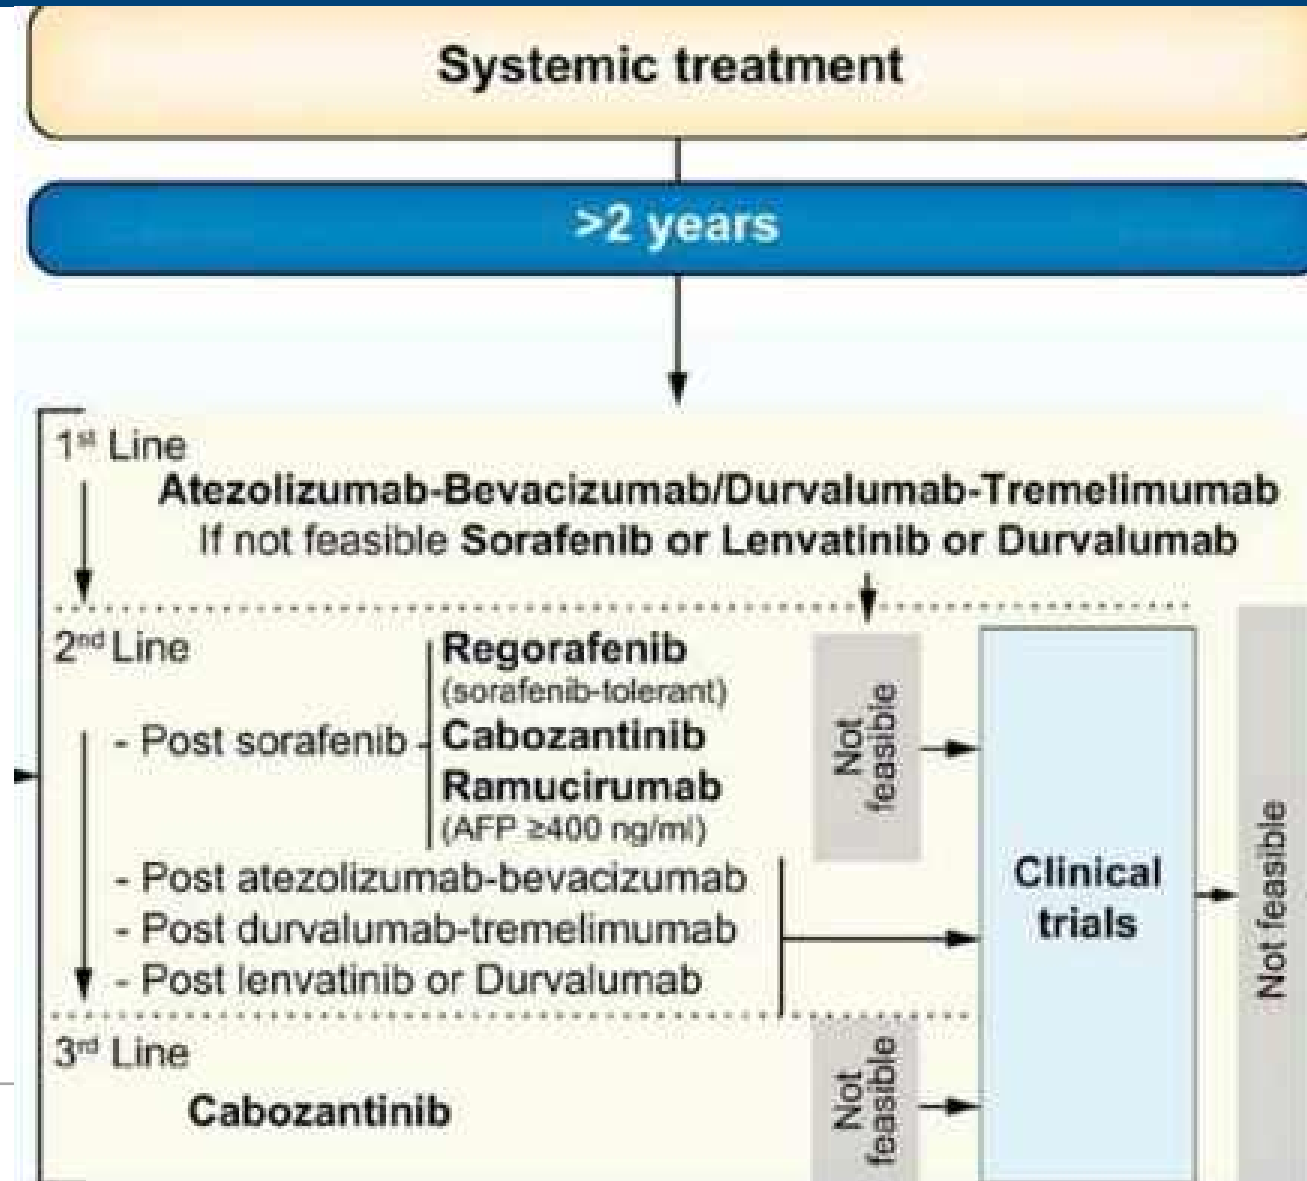 Systemic treatment
>2 years
1st Line
Atezolizumab-Bevacizumab/Durvalumab-Tremelimumab
If not feasible Sorafenib or Lenvatinib or Durvalumab
2nd Line
- Post sorafenib
Regorafenib
(sorafenib-tolerant)
Cabozantinib
Ramucirumab
(AFP ≥400 ng/ml)
Not
feasible
- Post atezolizumab-bevacizumab
- Post durvalumab-tremelimumab
- Post lenvatinib or Durvalumab
Clinical
trials
Not feasible
3rd Line
Cabozantinib
Not
feasible